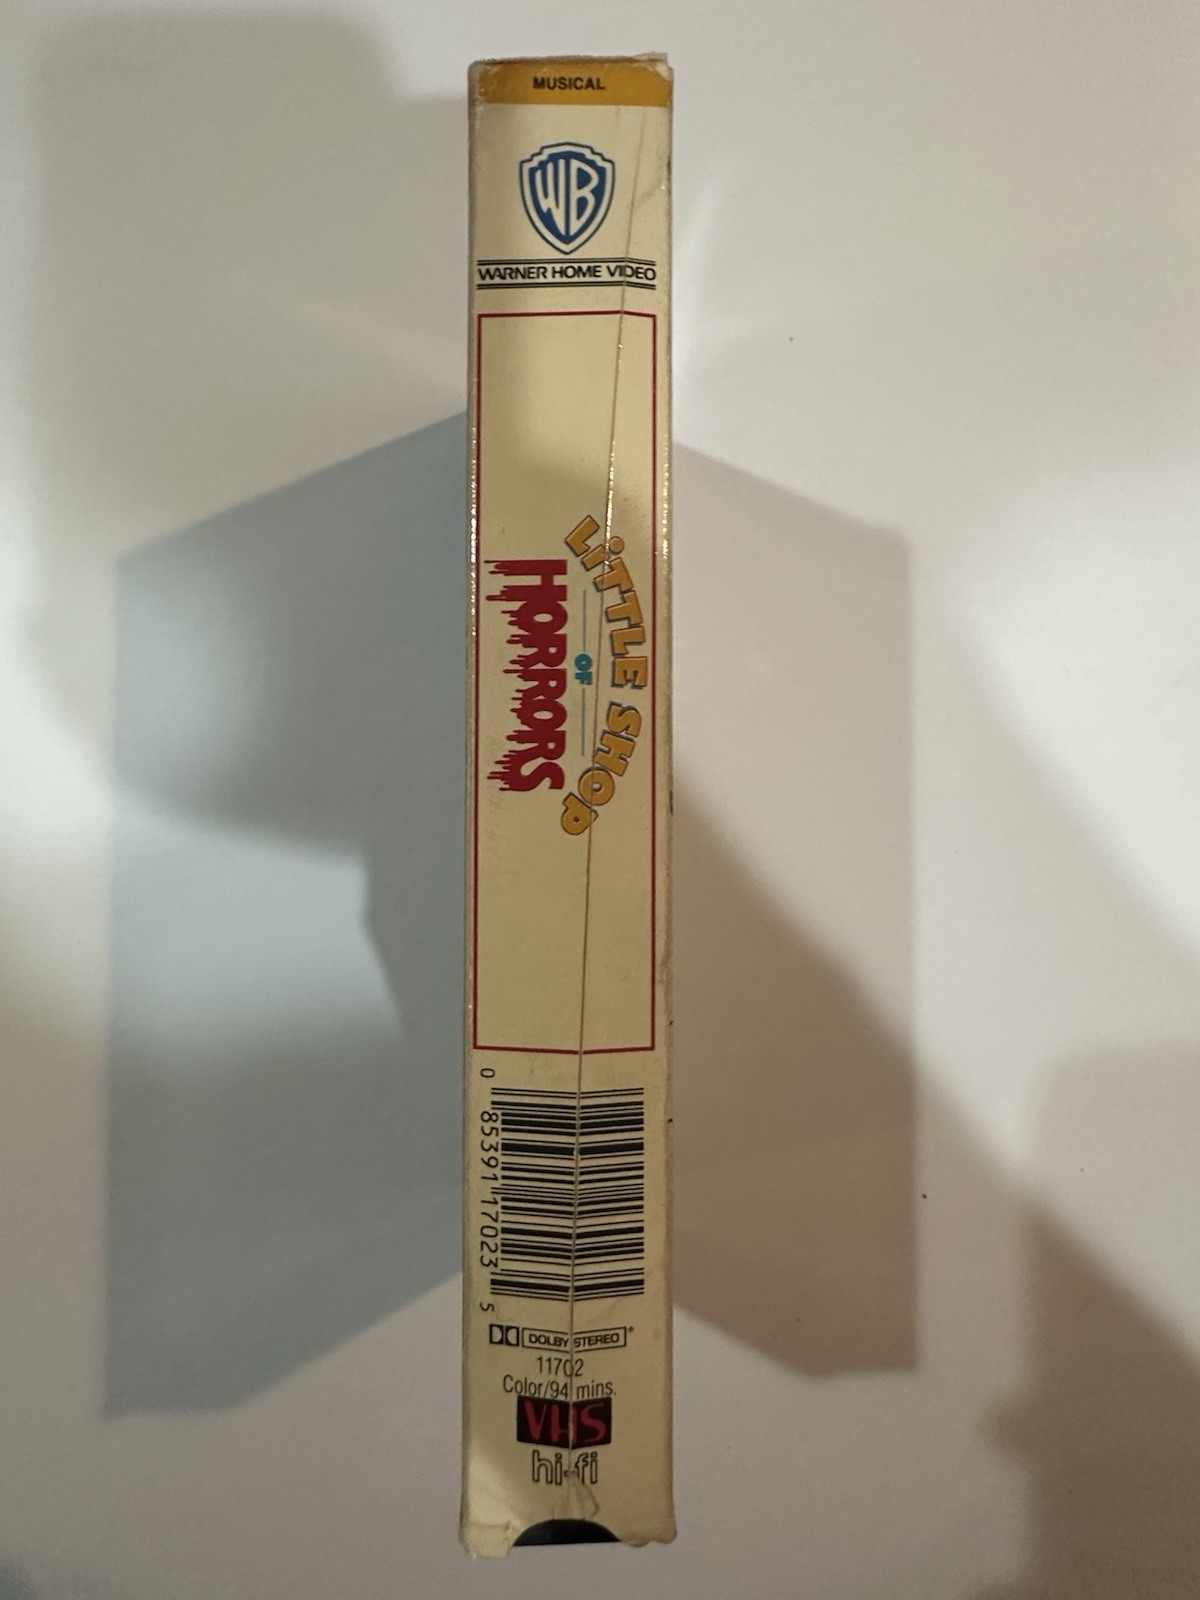 MUSICAL
WB
WARNER HOME VIDEO
LiTTLE SHOP
OF
HORRORS
0 85391 17023 5
DOLBY STEREO
11702
Color/94 mins.
VHS
hi-fi